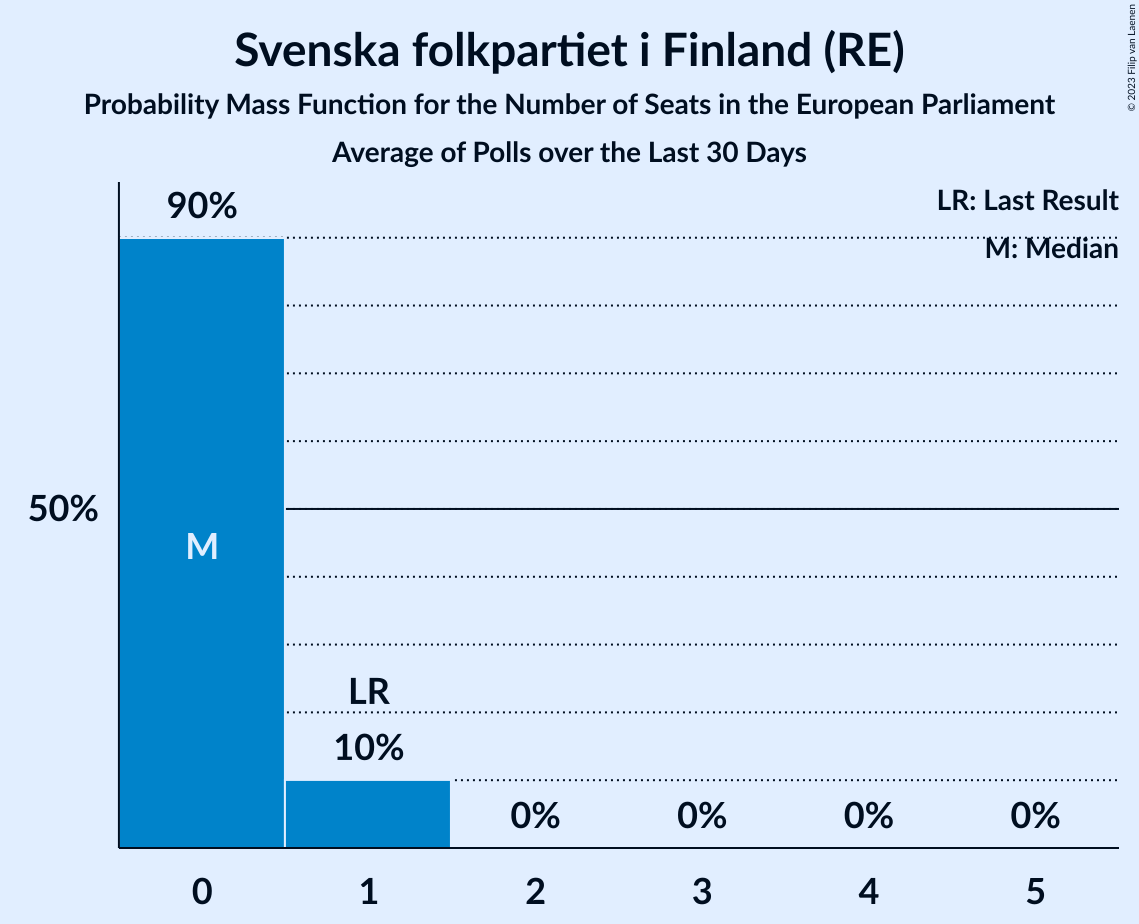 Svenska folkpartiet i Finland (RE)
Probability Mass Function for the Number of Seats in the European Parliament
Average of Polls over the Last 30 Days
© 2023 Filip van Laenen
LR: Last Result
M: Median
90%
50%
M
LR
10%
0% 0% 0% 0%
0 1 2 3 4 5